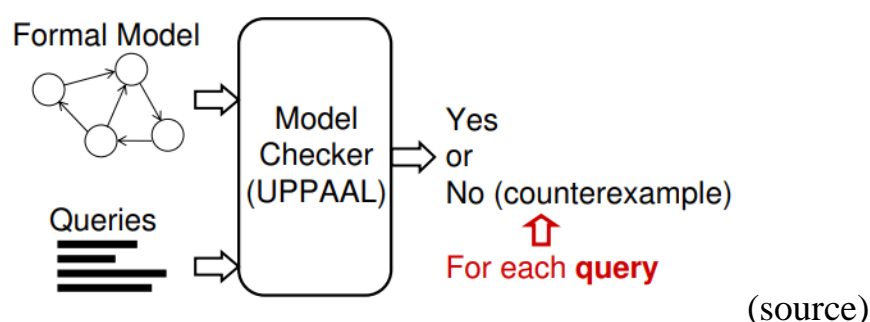 Formal Model
Queries
Model
Checker
(UPPAAL)
Yes
or
No (counterexample)
For each query
(source)